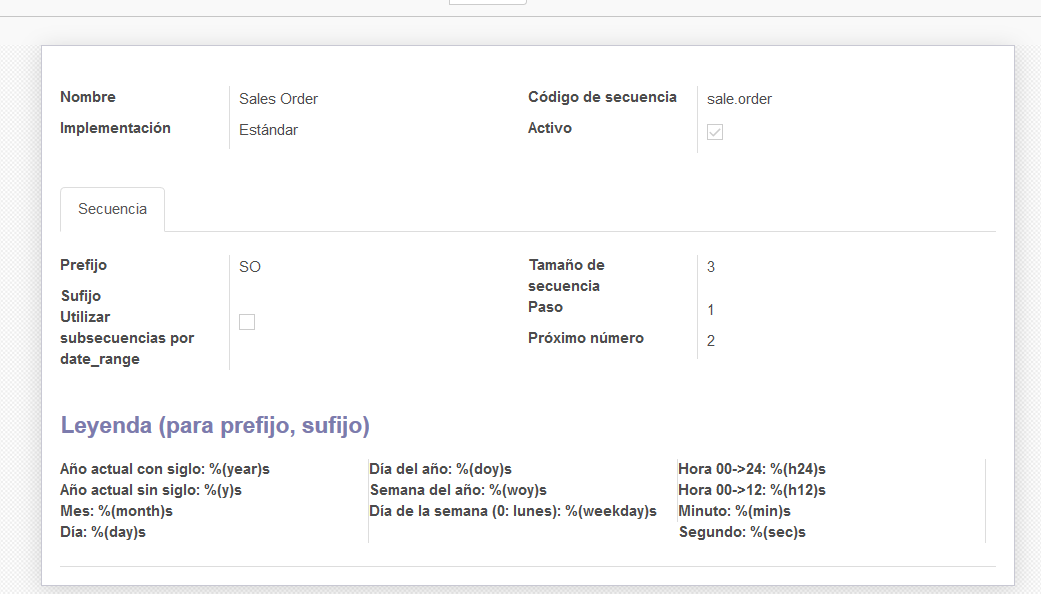 Nombre Sales Order Código de secuencia sale.order
Implementación Estándar Activo
Secuencia
Prefijo SO
Sufijo
Utilizar
subsecuencias por
date_range
Tamaño de 3
secuencia
Paso 1
Próximo número 2
Leyenda (para prefijo, sufijo)
Año actual con siglo: %(year)s
Año actual sin siglo: %(y)s
Mes: %(month)s
Día: %(day)s
Día del año: %(doy)s
Semana del año: %(woy)s
Día de la semana (0: lunes): %(weekday)s
Hora 00->24: %(h24)s
Hora 00->12: %(h12)s
Minuto: %(min)s
Segundo: %(sec)s